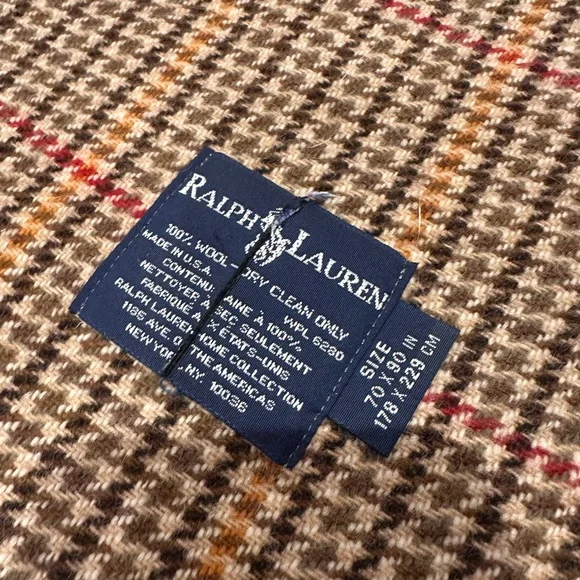 RALPH LAUREN
100% WOOL DRY CLEAN ONLY
MADE IN U.S.A. WPL 6280
CONTENU LAINE À 100%
NETTOYER À SEC SEULEMENT
FABRIQUÉ ÉTATS-UNIS
RALPH LAUREN HOME COLLECTION
1185 AVE. OF THE AMERICAS
NEW YORK, NY. 10036
SIZE
70 X 90 IN
178 X 229 CM